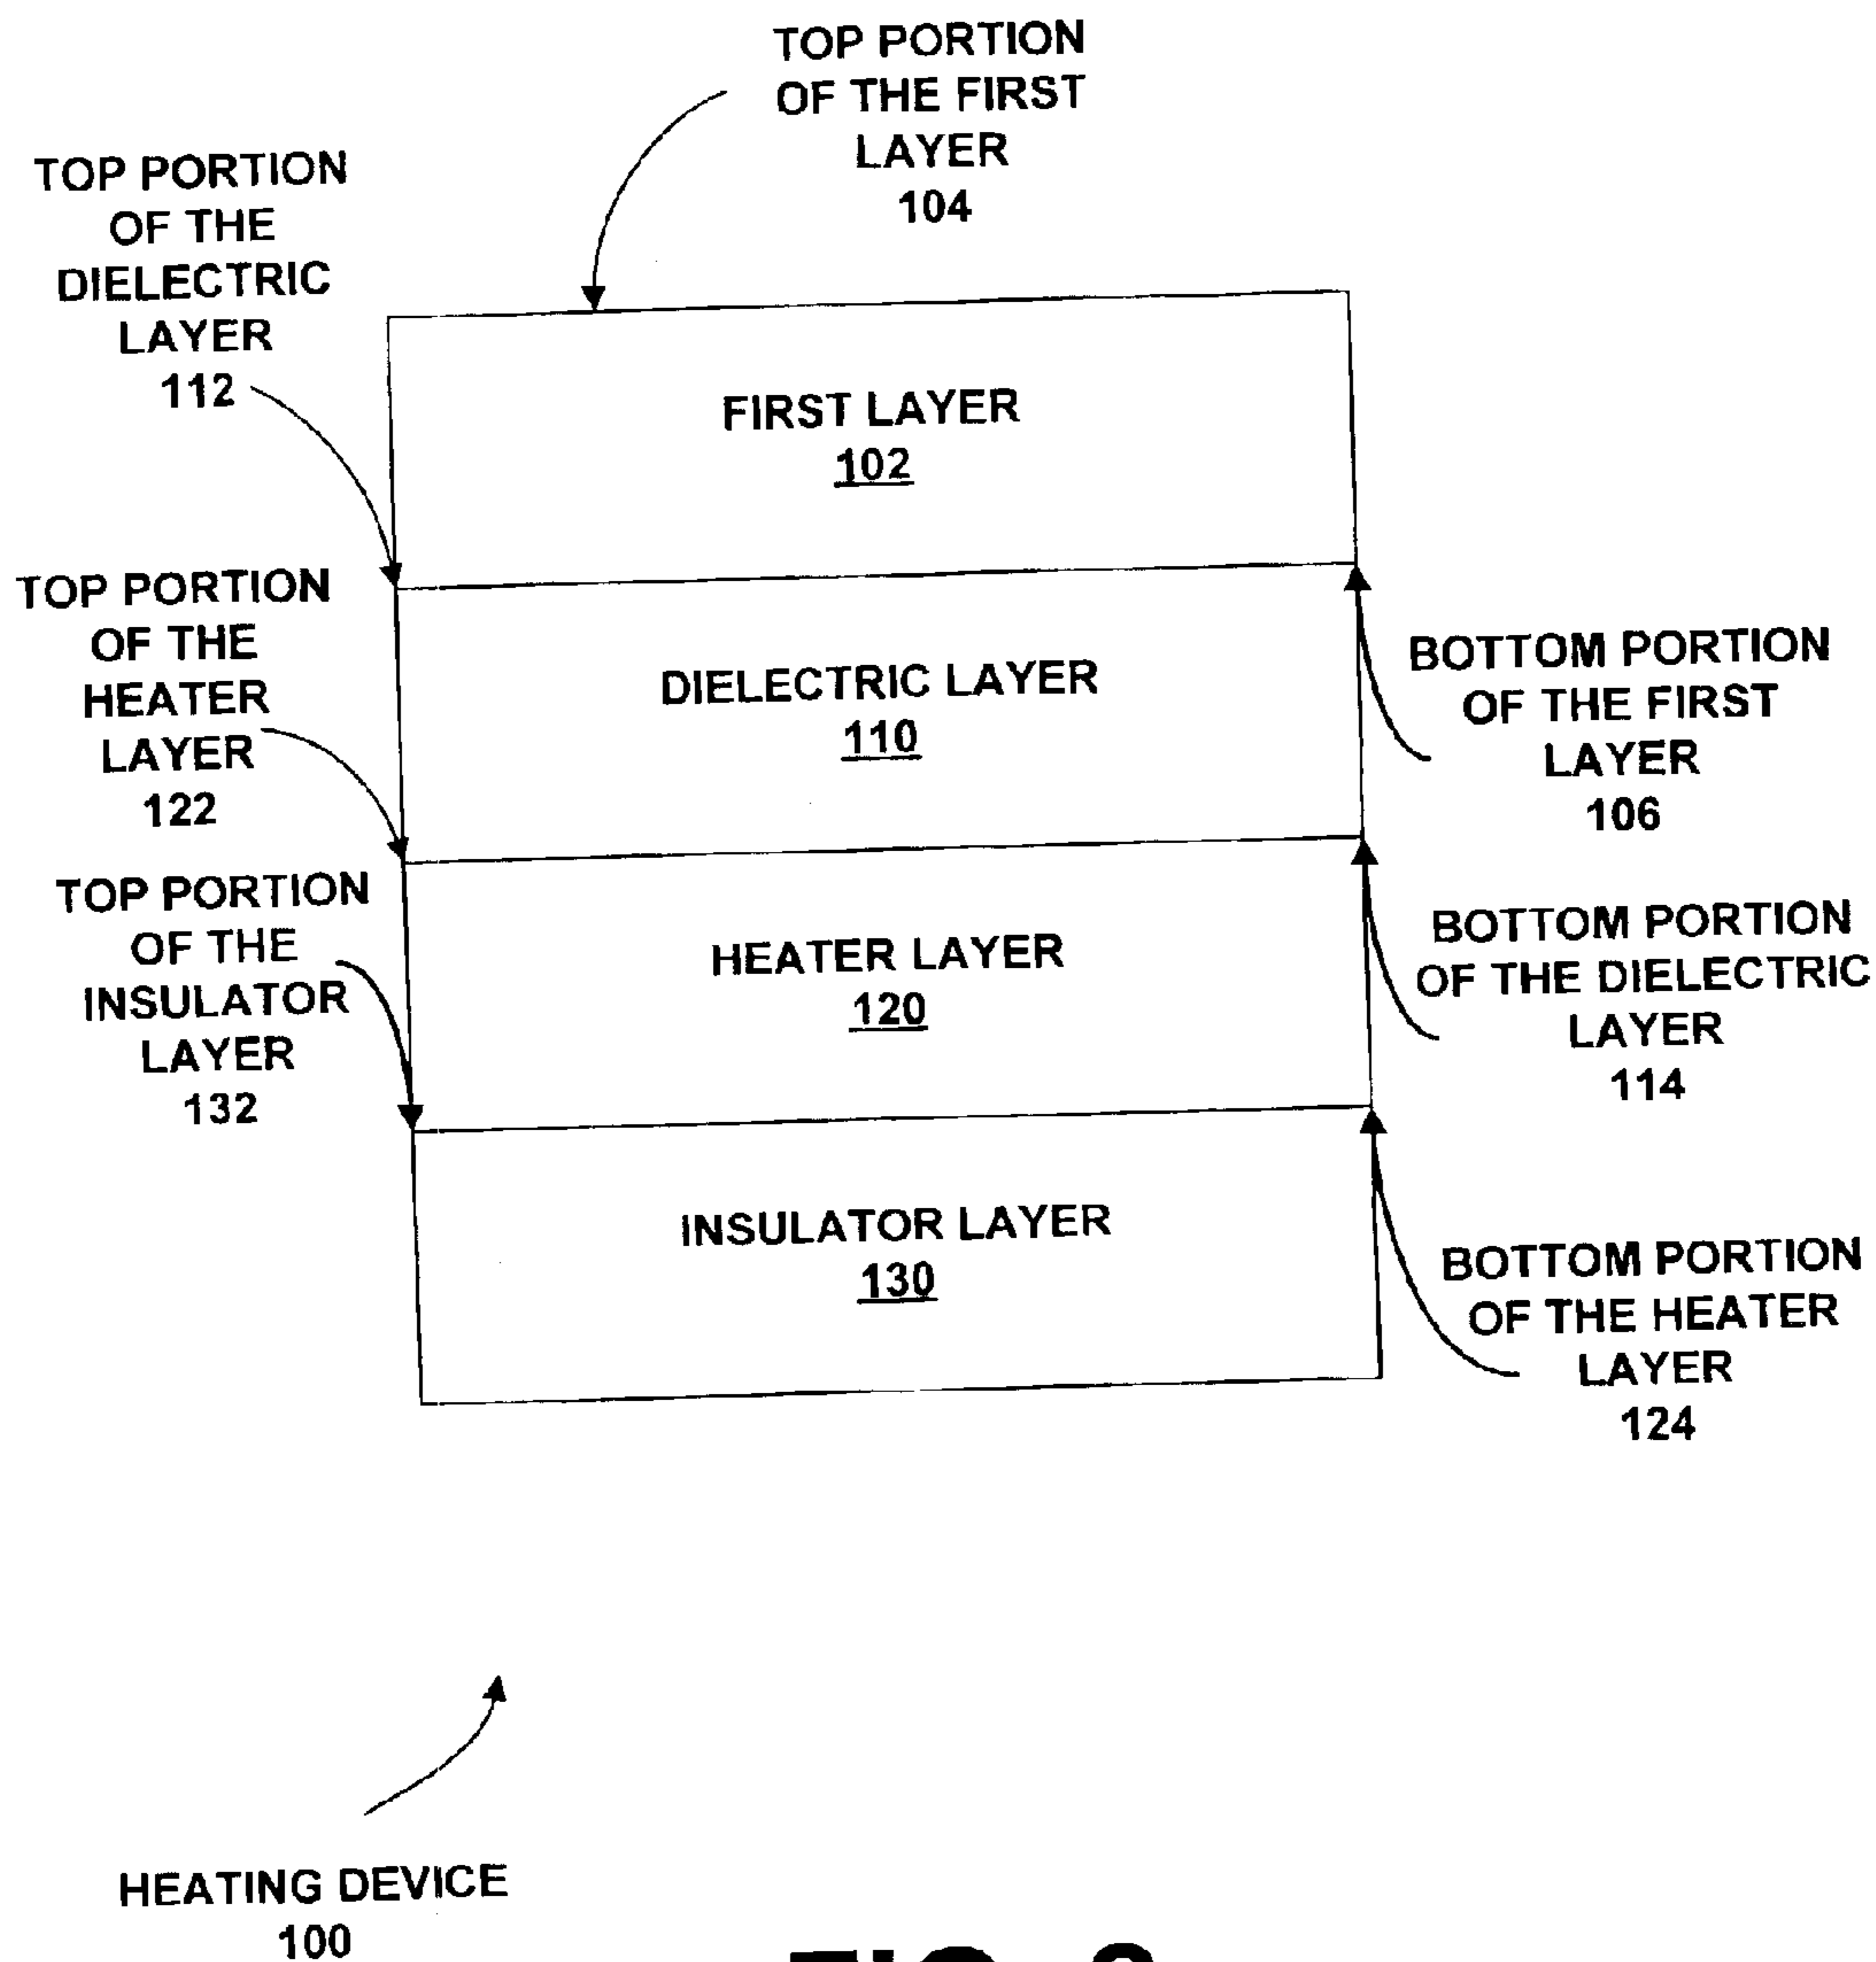 TOP PORTION
OF THE FIRST
LAYER
104
TOP PORTION
OF THE
DIELECTRIC
LAYER
112
FIRST LAYER
102
TOP PORTION
OF THE
HEATER
LAYER
122
DIELECTRIC LAYER
110
BOTTOM PORTION
OF THE FIRST
LAYER
106
TOP PORTION
OF THE
INSULATOR
LAYER
132
HEATER LAYER
120
BOTTOM PORTION
OF THE DIELECTRIC
LAYER
114
INSULATOR LAYER
130
BOTTOM PORTION
OF THE HEATER
LAYER
124
HEATING DEVICE
100